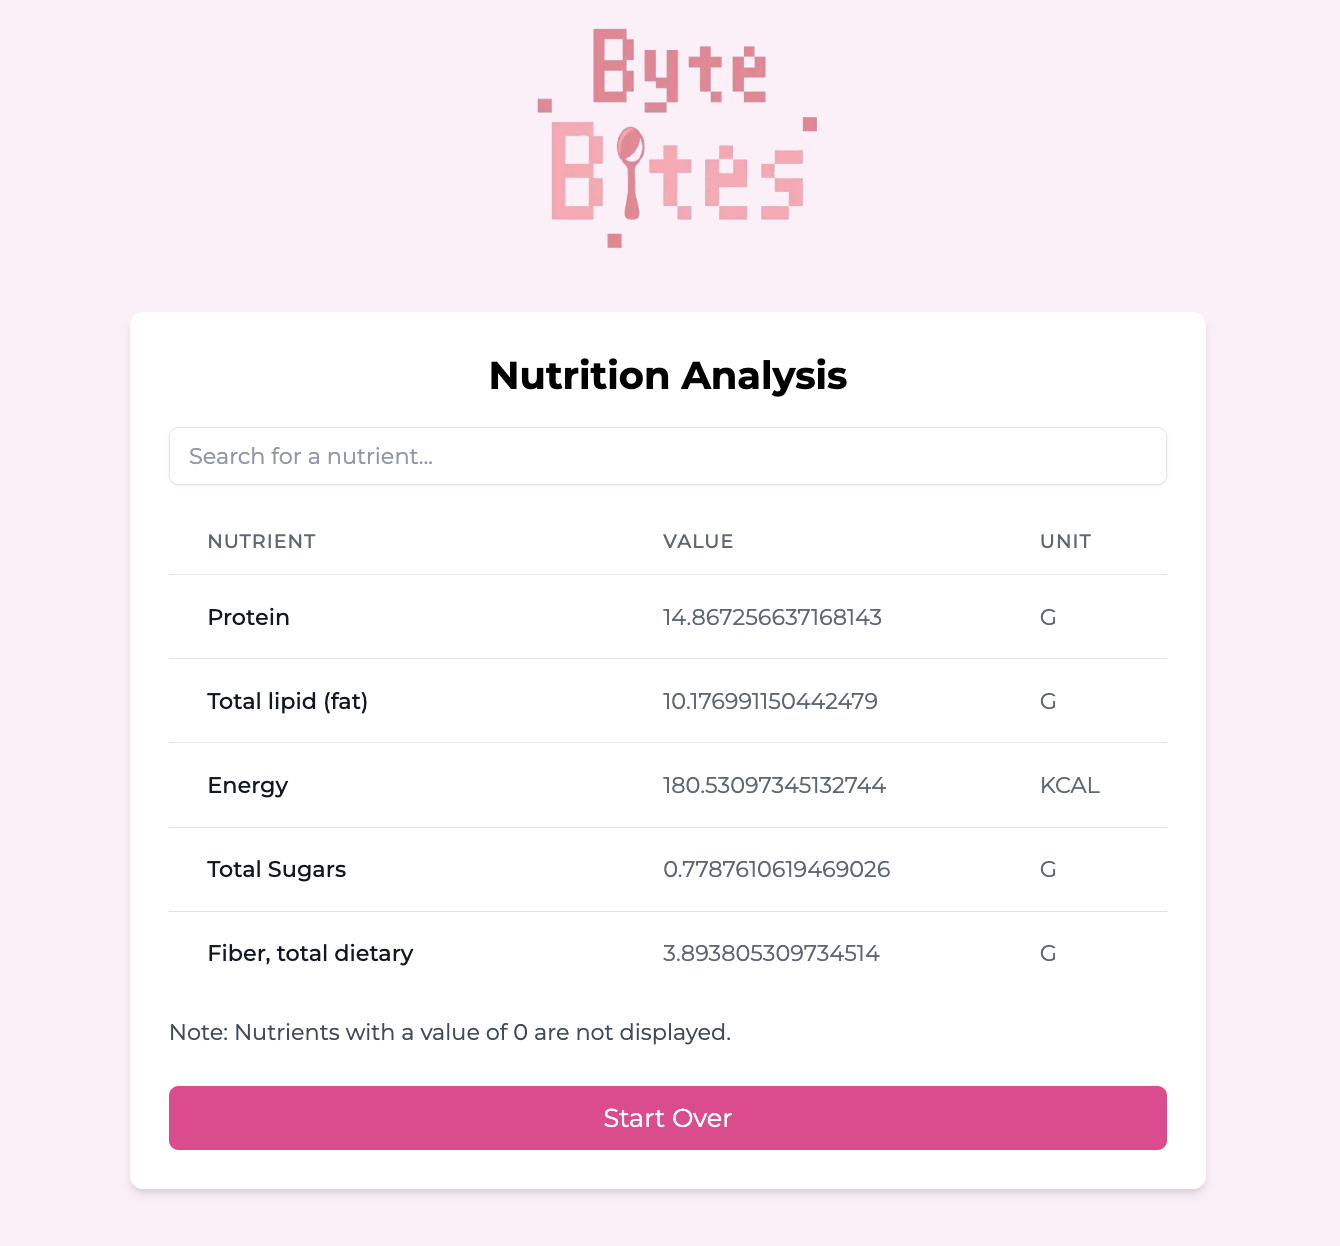 Byte
Bites
Nutrition Analysis
Search for a nutrient...
NUTRIENT VALUE UNIT
Protein 14.867256637168143 G
Total lipid (fat) 10.176991150442479 G
Energy 180.53097345132744 KCAL
Total Sugars 0.7787610619469026 G
Fiber, total dietary 3.893805309734514 G
Note: Nutrients with a value of 0 are not displayed.
Start Over